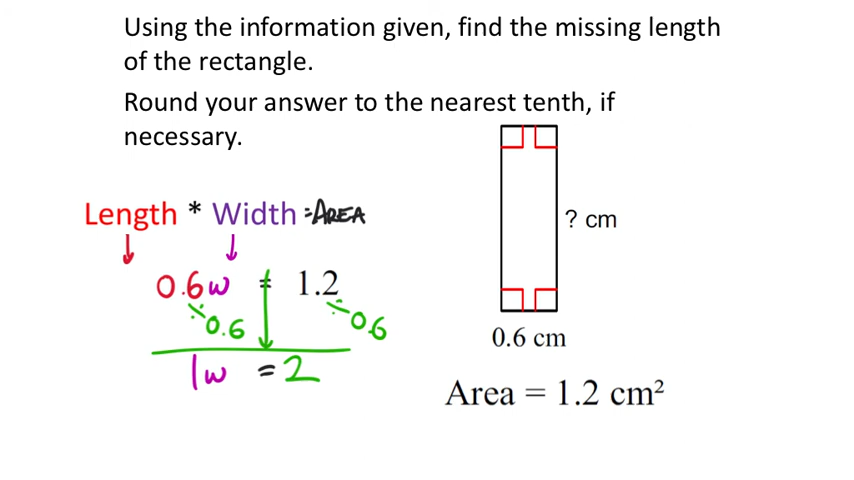 Using the information given, find the missing length
of the rectangle.
Round your answer to the nearest tenth, if
necessary.
Length * Width = AREA
0.6w = 1.2
÷0.6 ÷0.6
1w = 2
? cm
0.6 cm
Area = 1.2 cm²